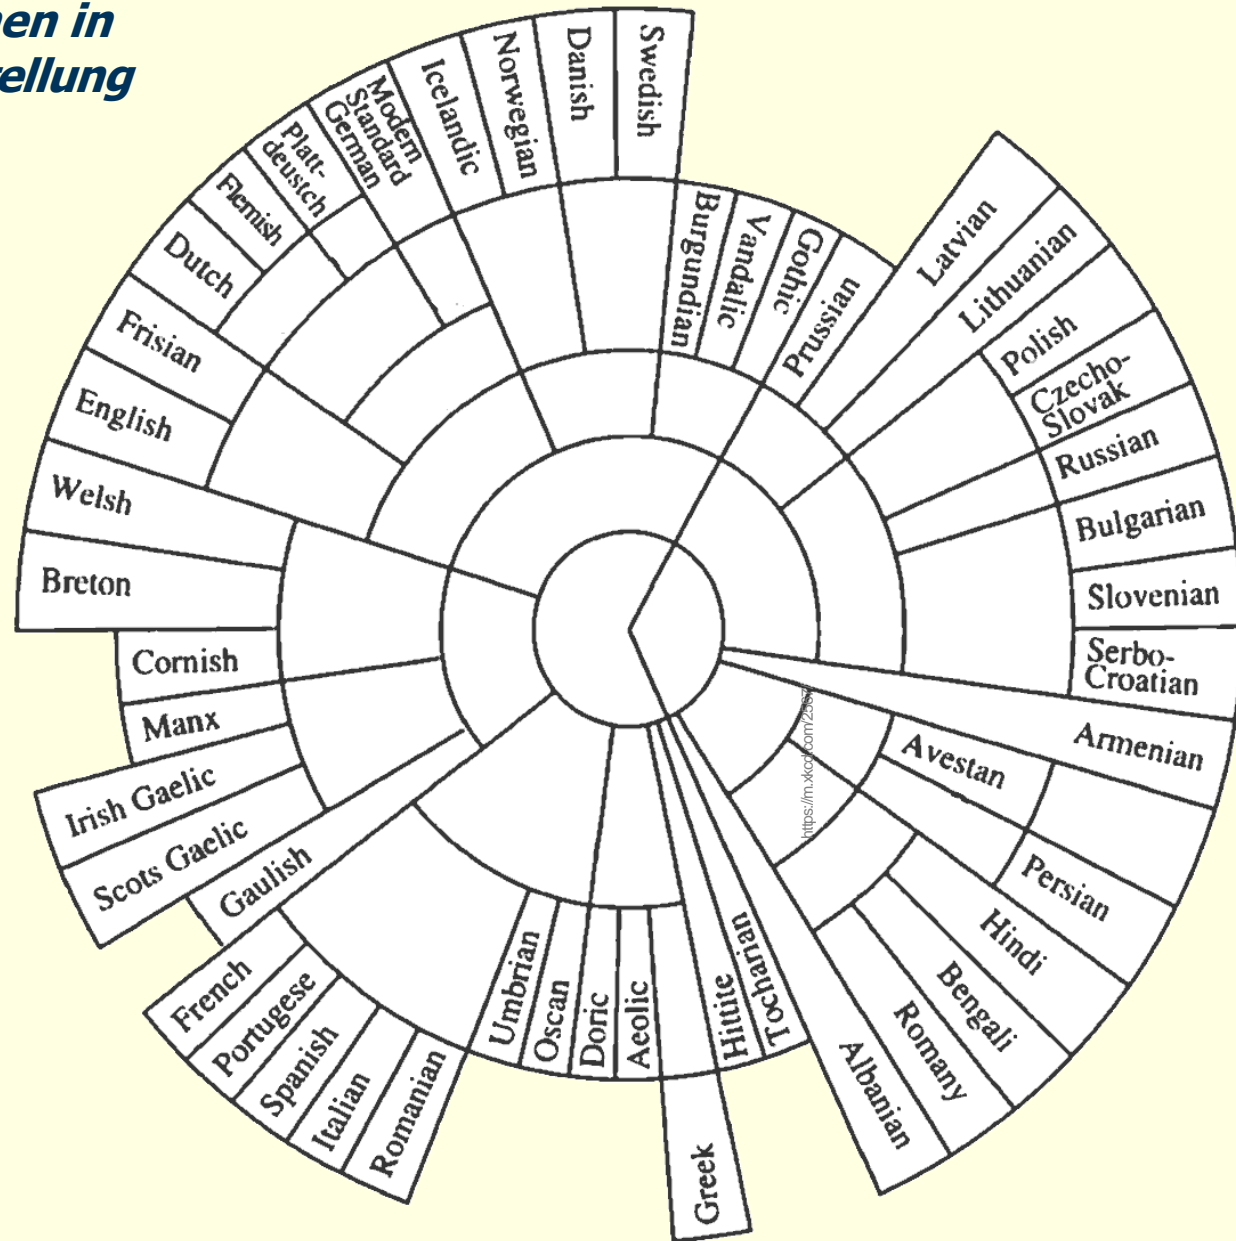 nen in
ellung
Swedish
Danish
Norwegian
Icelandic
Modern
Standard
German
Platt-
deustch
Flemish
Dutch
Frisian
English
Welsh
Breton
Cornish
Manx
Irish Gaelic
Scots Gaelic
Gaulish
French
Portugese
Spanish
Italian
Romanian
Umbrian
Oscan
Doric
Aeolic
Greek
Hittite
Tocharian
Albanian
Romany
Bengali
Hindi
Persian
Avestan
Armenian
Serbo-
Croatian
Slovenian
Bulgarian
Russian
Czecho-
Slovak
Polish
Lithuanian
Latvian
Prussian
Gothic
Vandalic
Burgundian